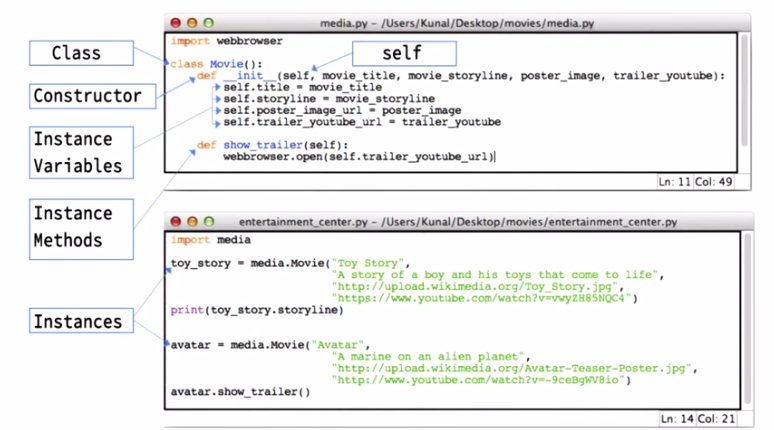 media.py - /Users/Kunal/Desktop/movies/media.py
Class
self
Constructor
Instance
Variables
Instance
Methods
Instances
import webbrowser
class Movie():
def __init__(self, movie_title, movie_storyline, poster_image, trailer_youtube):
self.title = movie_title
self.storyline = movie_storyline
self.poster_image_url = poster_image
self.trailer_youtube_url = trailer_youtube
def show_trailer(self):
webbrowser.open(self.trailer_youtube_url)
Ln: 11 Col: 49
entertainment_center.py - /Users/Kunal/Desktop/movies/entertainment_center.py
import media
toy_story = media.Movie("Toy Story",
"A story of a boy and his toys that come to life",
"http://upload.wikimedia.org/Toy_Story.jpg",
"https://www.youtube.com/watch?v=vwyZH85NQC4")
print(toy_story.storyline)
avatar = media.Movie("Avatar",
"A marine on an alien planet",
"http://upload.wikimedia.org/Avatar-Teaser-Poster.jpg",
"http://www.youtube.com/watch?v=-9ceBgWV8io")
avatar.show_trailer()
Ln: 14 Col: 21